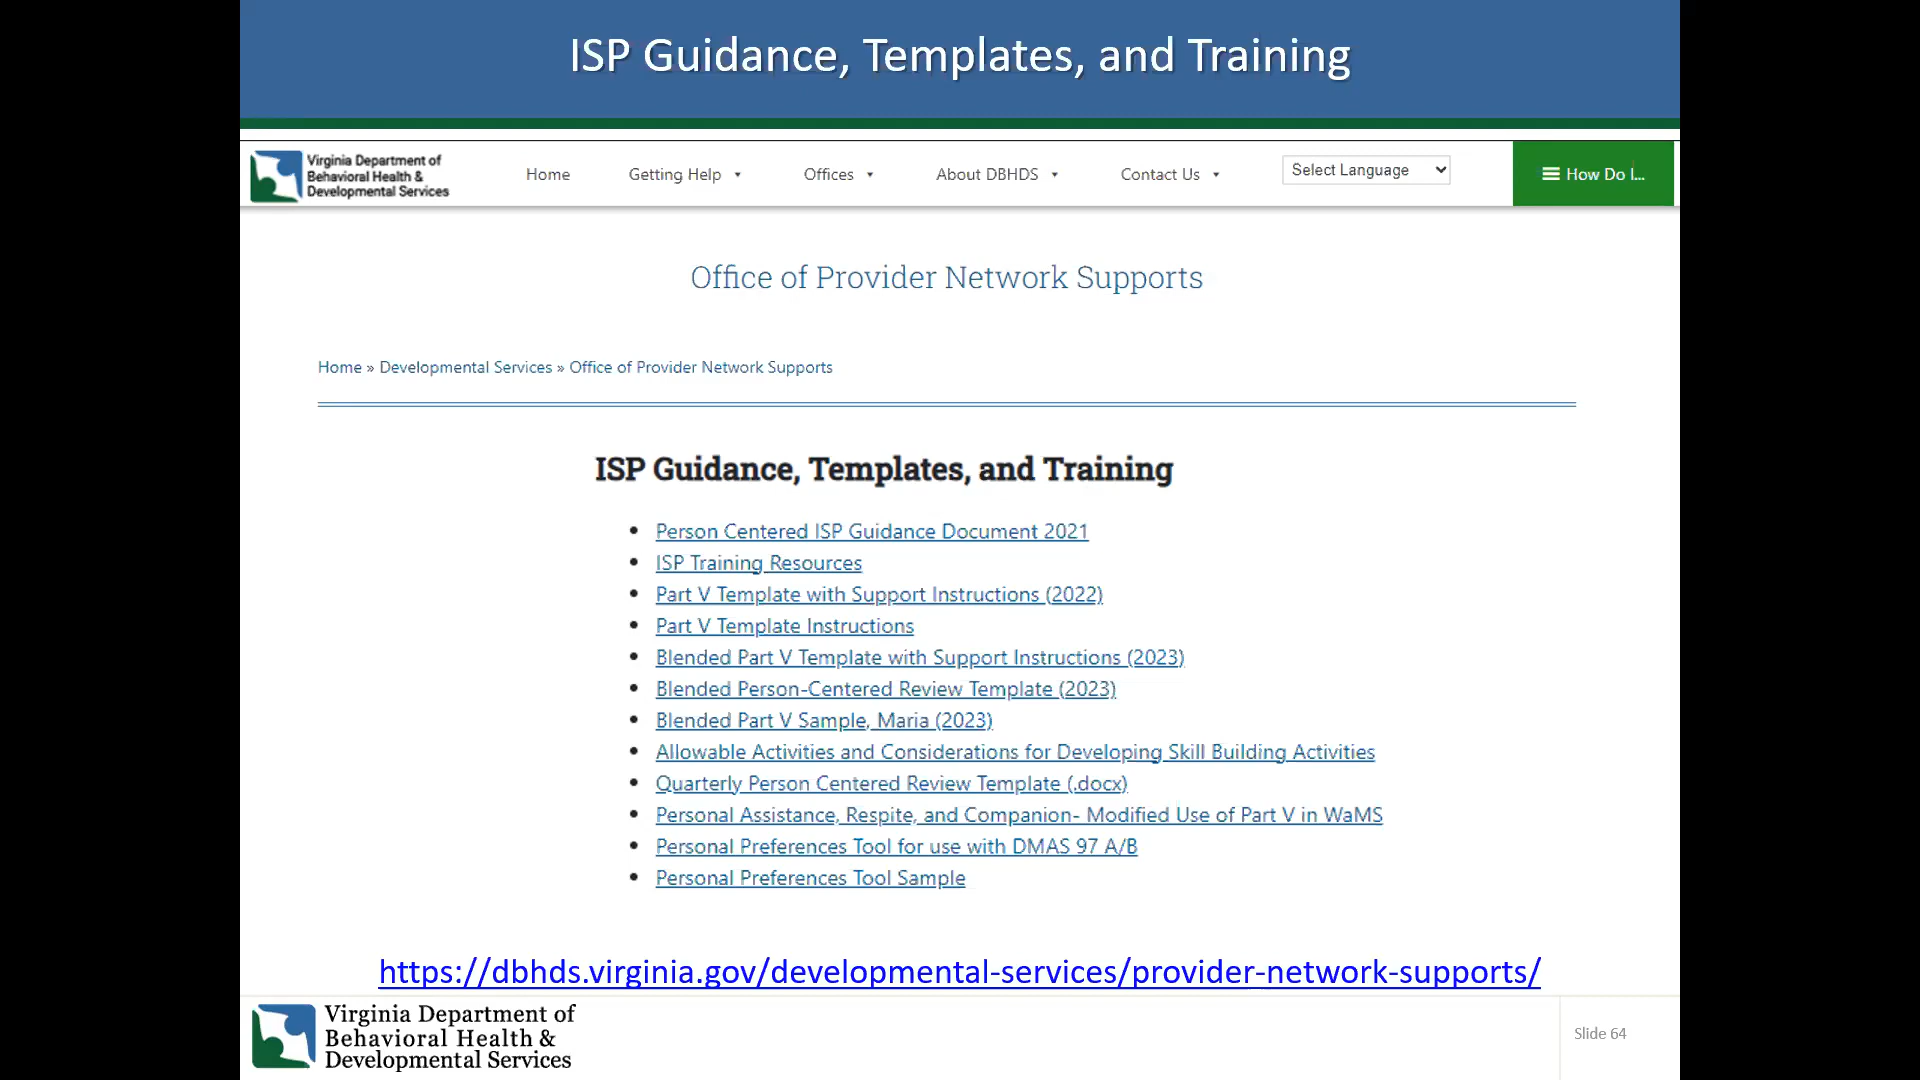 ISP Guidance, Templates, and Training
Virginia Department of
Behavioral Health &
Developmental Services
Home
Getting Help
Offices
About DBHDS
Contact Us
Select Language
How Do I...
Office of Provider Network Supports
Home » Developmental Services » Office of Provider Network Supports
ISP Guidance, Templates, and Training
• Person Centered ISP Guidance Document 2021
• ISP Training Resources
• Part V Template with Support Instructions (2022)
• Part V Template Instructions
• Blended Part V Template with Support Instructions (2023)
• Blended Person-Centered Review Template (2023)
• Blended Part V Sample, Maria (2023)
• Allowable Activities and Considerations for Developing Skill Building Activities
• Quarterly Person Centered Review Template (.docx)
• Personal Assistance, Respite, and Companion- Modified Use of Part V in WaMS
• Personal Preferences Tool for use with DMAS 97 A/B
• Personal Preferences Tool Sample
https://dbhds.virginia.gov/developmental-services/provider-network-supports/
Virginia Department of
Behavioral Health &
Developmental Services
Slide 64